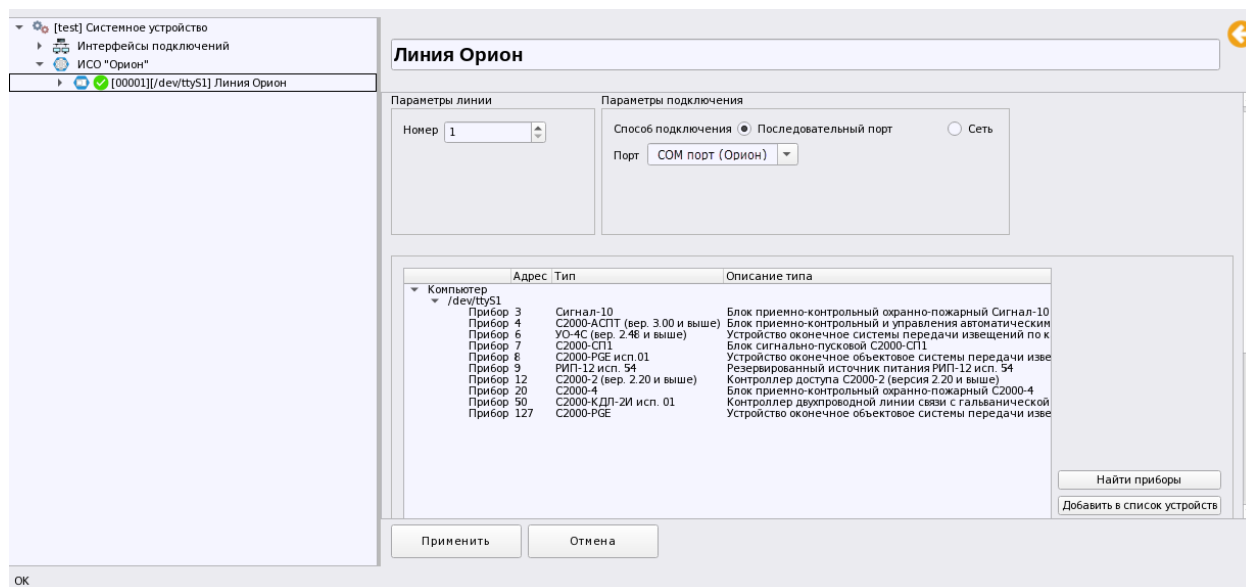 [test] Системное устройство
Интерфейсы подключений
ИСО "Орион"
[00001][/dev/ttyS1] Линия Орион
Линия Орион
Параметры линии
Номер 1
Параметры подключения
Способ подключения Последовательный порт Сеть
Порт COM порт (Орион)
Адрес Тип Описание типа
Компьютер
/dev/ttyS1
Прибор 3 Сигнал-10 Блок приемно-контрольный охранно-пожарный Сигнал-10
Прибор 4 С2000-АСПТ (вер. 3.00 и выше) Блок приемно-контрольный и управления автоматическим
Прибор 6 УО-4С (вер. 2.48 и выше) Устройство оконечное системы передачи извещений по к
Прибор 7 С2000-СП1 Блок сигнально-пусковой С2000-СП1
Прибор 8 С2000-PGE исп.01 Устройство оконечное объектовое системы передачи изве
Прибор 9 РИП-12 исп. 54 Резервированный источник питания РИП-12 исп. 54
Прибор 12 С2000-2 (вер. 2.20 и выше) Контроллер доступа С2000-2 (версия 2.20 и выше)
Прибор 20 С2000-4 Блок приемно-контрольный охранно-пожарный С2000-4
Прибор 50 С2000-КДЛ-2И исп. 01 Контроллер двухпроводной линии связи с гальванической
Прибор 127 С2000-PGE Устройство оконечное объектовое системы передачи изве
Найти приборы
Добавить в список устройств
Применить
Отмена
OK